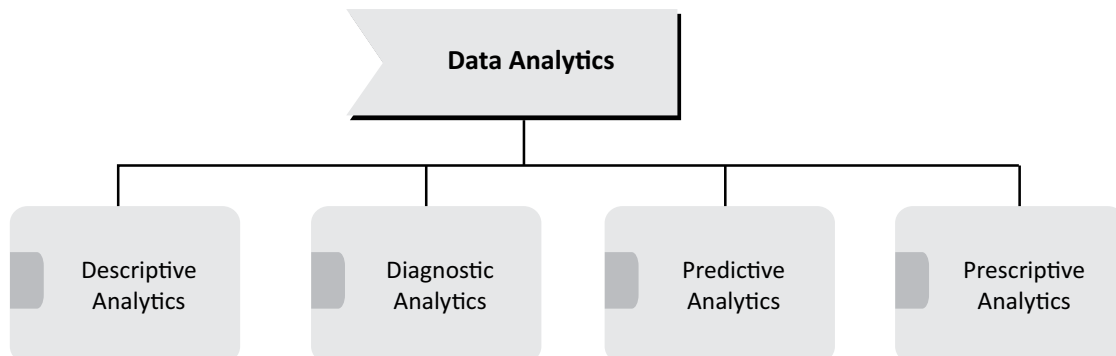 Data Analytics
Descriptive
Analytics
Diagnostic
Analytics
Predictive
Analytics
Prescriptive
Analytics